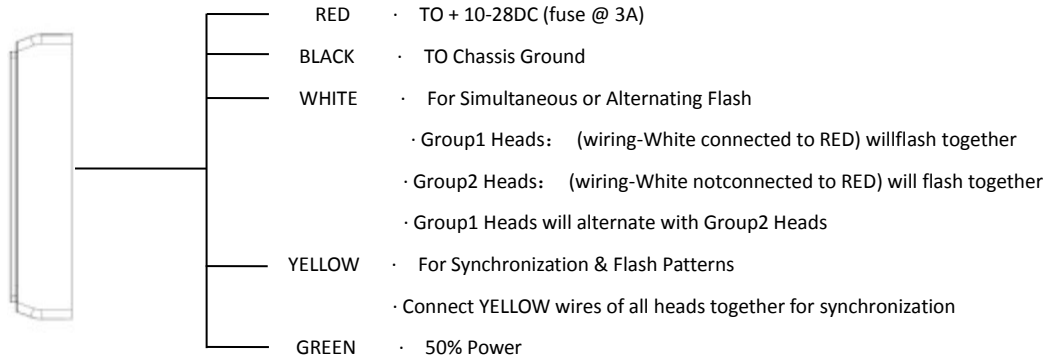 RED · TO + 10-28DC (fuse @ 3A)
BLACK · TO Chassis Ground
WHITE · For Simultaneous or Alternating Flash
· Group1 Heads： (wiring-White connected to RED) willflash together
· Group2 Heads： (wiring-White notconnected to RED) will flash together
· Group1 Heads will alternate with Group2 Heads
YELLOW · For Synchronization & Flash Patterns
· Connect YELLOW wires of all heads together for synchronization
GREEN · 50% Power